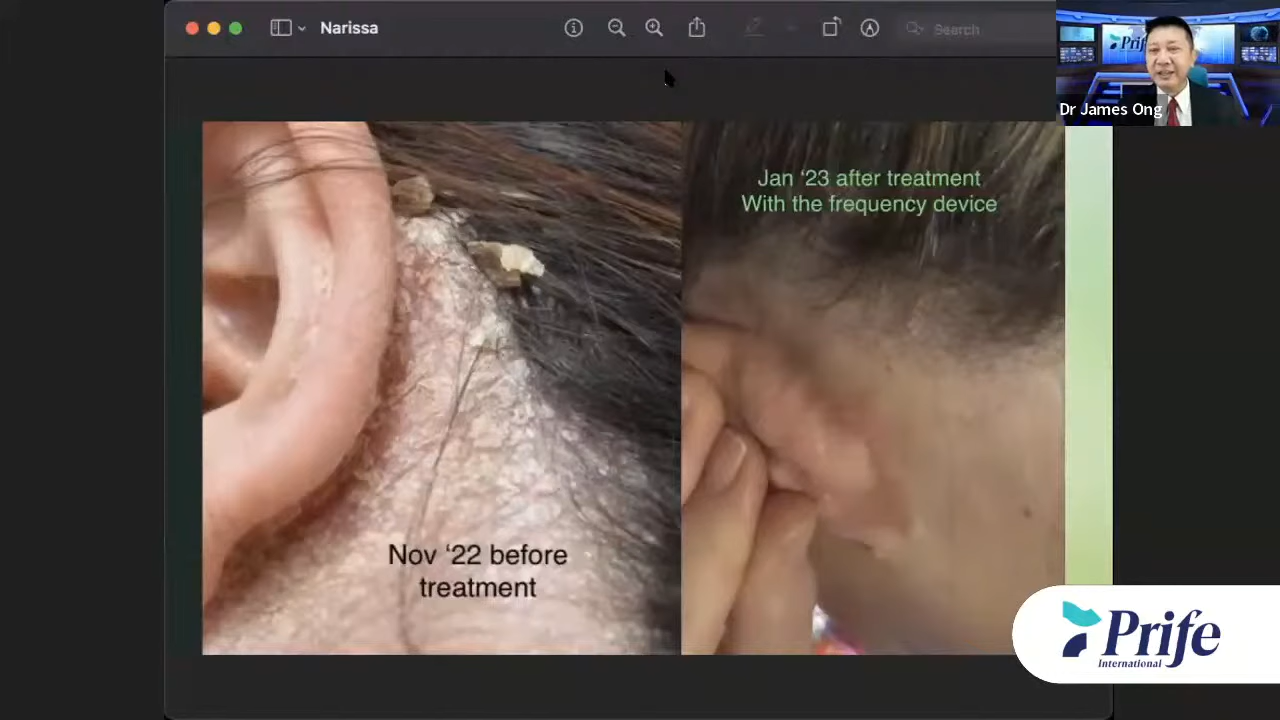 Narissa
Search
Dr James Ong
Jan ‘23 after treatment
With the frequency device
Nov ‘22 before
treatment
Prife
International